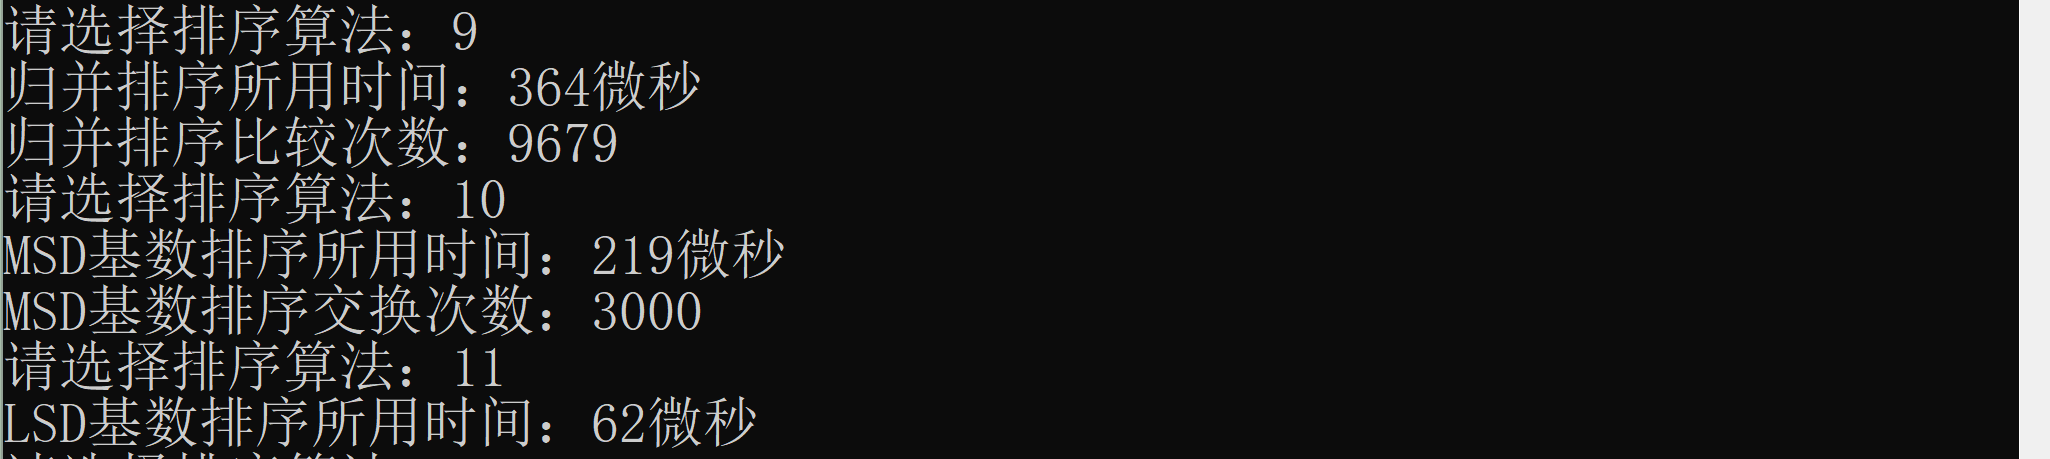 请选择排序算法：9
归并排序所用时间：364微秒
归并排序比较次数：9679
请选择排序算法：10
MSD基数排序所用时间：219微秒
MSD基数排序交换次数：3000
请选择排序算法：11
LSD基数排序所用时间：62微秒